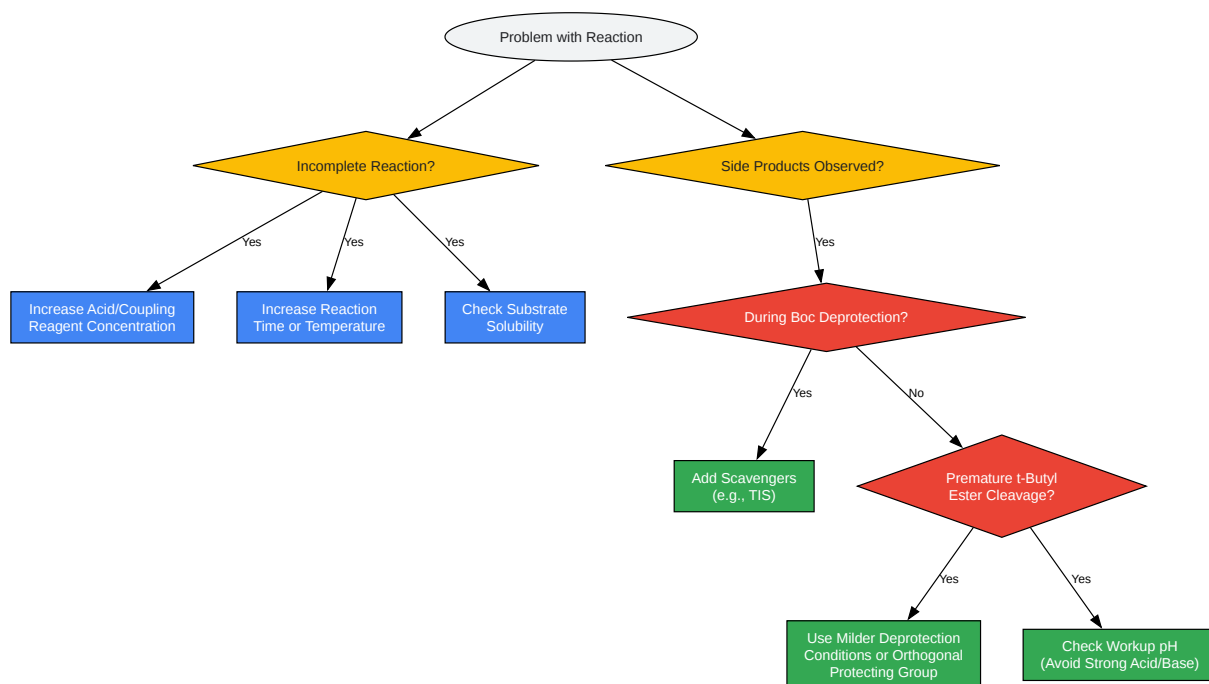 Problem with Reaction
Incomplete Reaction?
Side Products Observed?
Yes
Yes
Yes
Yes
Increase Acid/Coupling
Reagent Concentration
Increase Reaction
Time or Temperature
Check Substrate
Solubility
During Boc Deprotection?
Yes
No
Add Scavengers
(e.g., TIS)
Premature t-Butyl
Ester Cleavage?
Yes
Yes
Use Milder Deprotection
Conditions or Orthogonal
Protecting Group
Check Workup pH
(Avoid Strong Acid/Base)